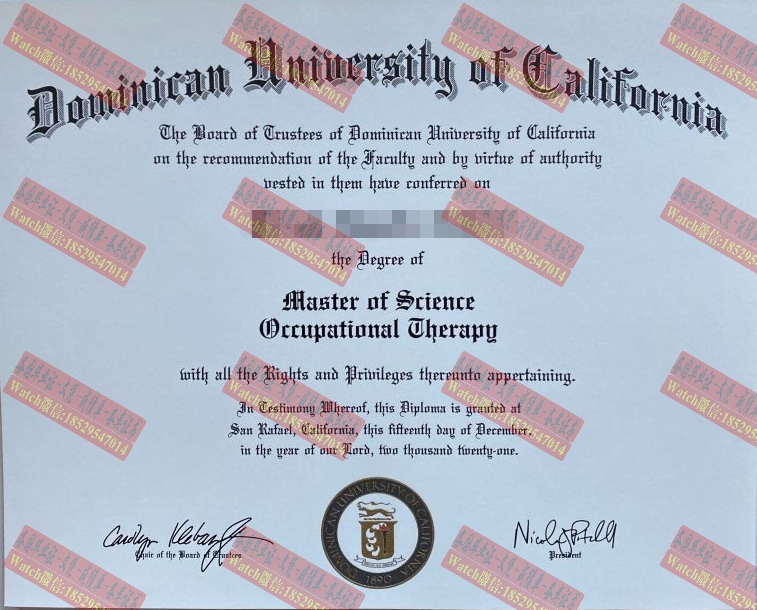 Dominican University of California
The Board of Trustees of Dominican University of California
on the recommendation of the Faculty and by virtue of authority
vested in them have conferred on
the Degree of
Master of Science
Occupational Therapy
with all the Rights and Privileges thereunto appertaining.
In Testimony Whereof, this Diploma is granted at
San Rafael, California, this fifteenth day of December,
in the year of our Lord, two thousand twenty-one.
DOMINICAN UNIVERSITY OF CALIFORNIA
1890
Chair of the Board of Trustees
President
Watch微信:18529547014